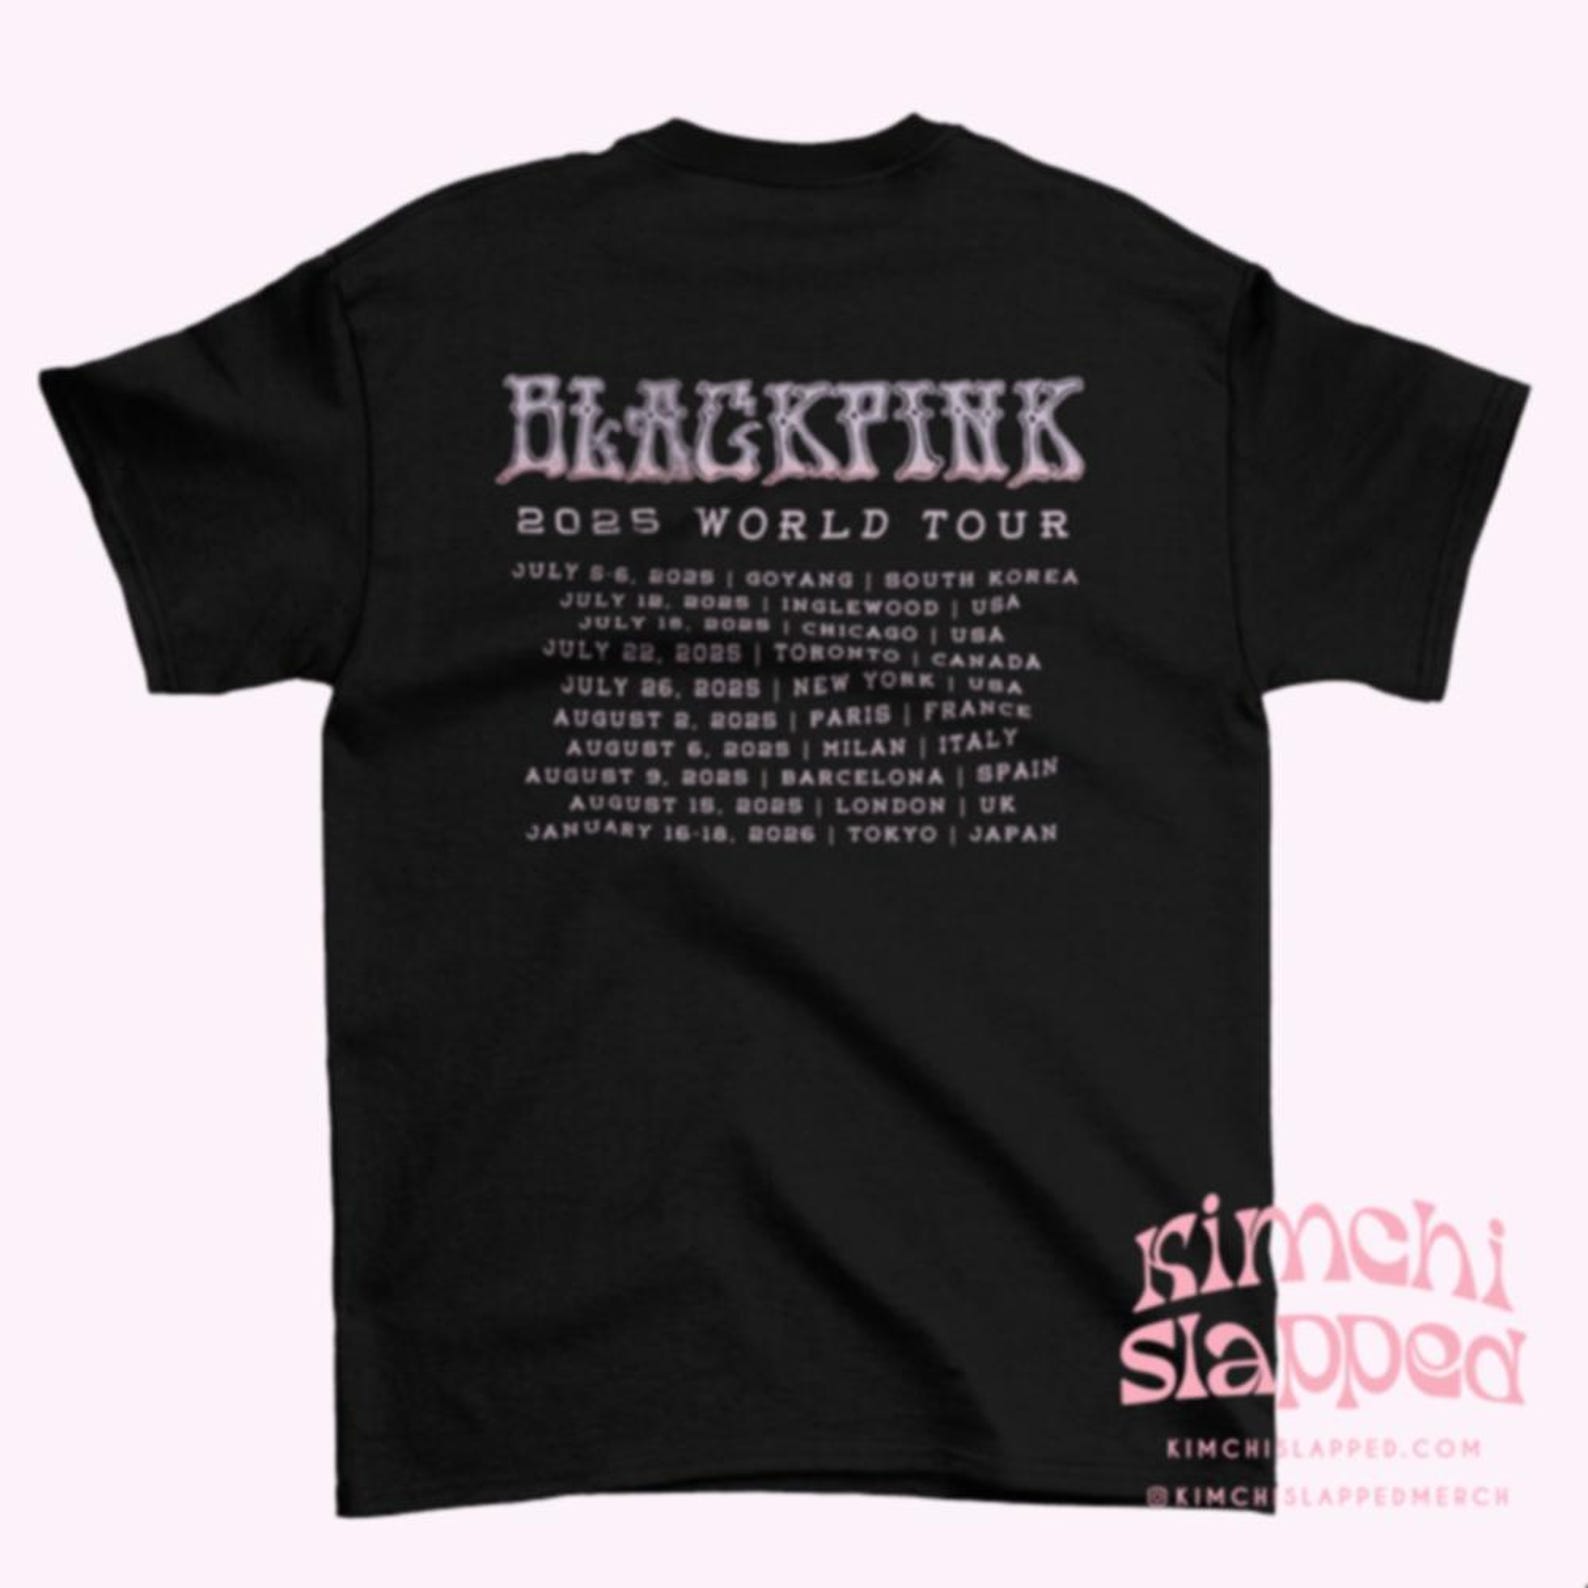 BLACKPINK
2025 WORLD TOUR
JULY 5-6, 2025 | GOYANG | SOUTH KOREA
JULY 12, 2025 | INGLEWOOD | USA
JULY 18, 2025 | CHICAGO | USA
JULY 22, 2025 | TORONTO | CANADA
JULY 26, 2025 | NEW YORK | USA
AUGUST 2, 2025 | PARIS | FRANCE
AUGUST 6, 2025 | MILAN | ITALY
AUGUST 9, 2025 | BARCELONA | SPAIN
AUGUST 15, 2025 | LONDON | UK
JANUARY 16-18, 2026 | TOKYO | JAPAN
Kimchi
slapped
KIMCHISLAPPED.COM
@KIMCHISLAPPEDMERCH